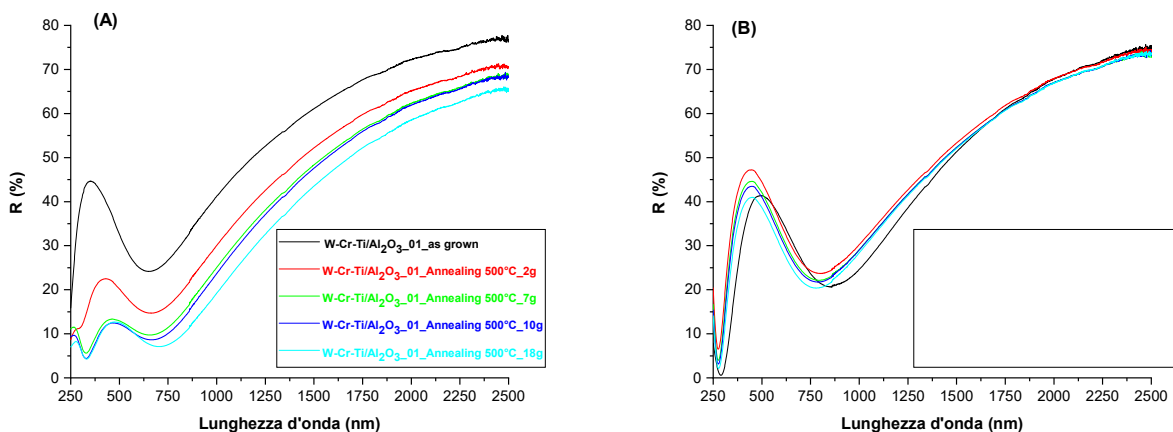 (A)
80
70
60
50
40
30
20
10
0
R (%)
W-Cr-Ti/Al2O3_01_as grown
W-Cr-Ti/Al2O3_01_Annealing 500°C_2g
W-Cr-Ti/Al2O3_01_Annealing 500°C_7g
W-Cr-Ti/Al2O3_01_Annealing 500°C_10g
W-Cr-Ti/Al2O3_01_Annealing 500°C_18g
250 500 750 1000 1250 1500 1750 2000 2250 2500
Lunghezza d'onda (nm)
(B)
80
70
60
50
40
30
20
10
0
R (%)
250 500 750 1000 1250 1500 1750 2000 2250 2500
Lunghezza d'onda (nm)